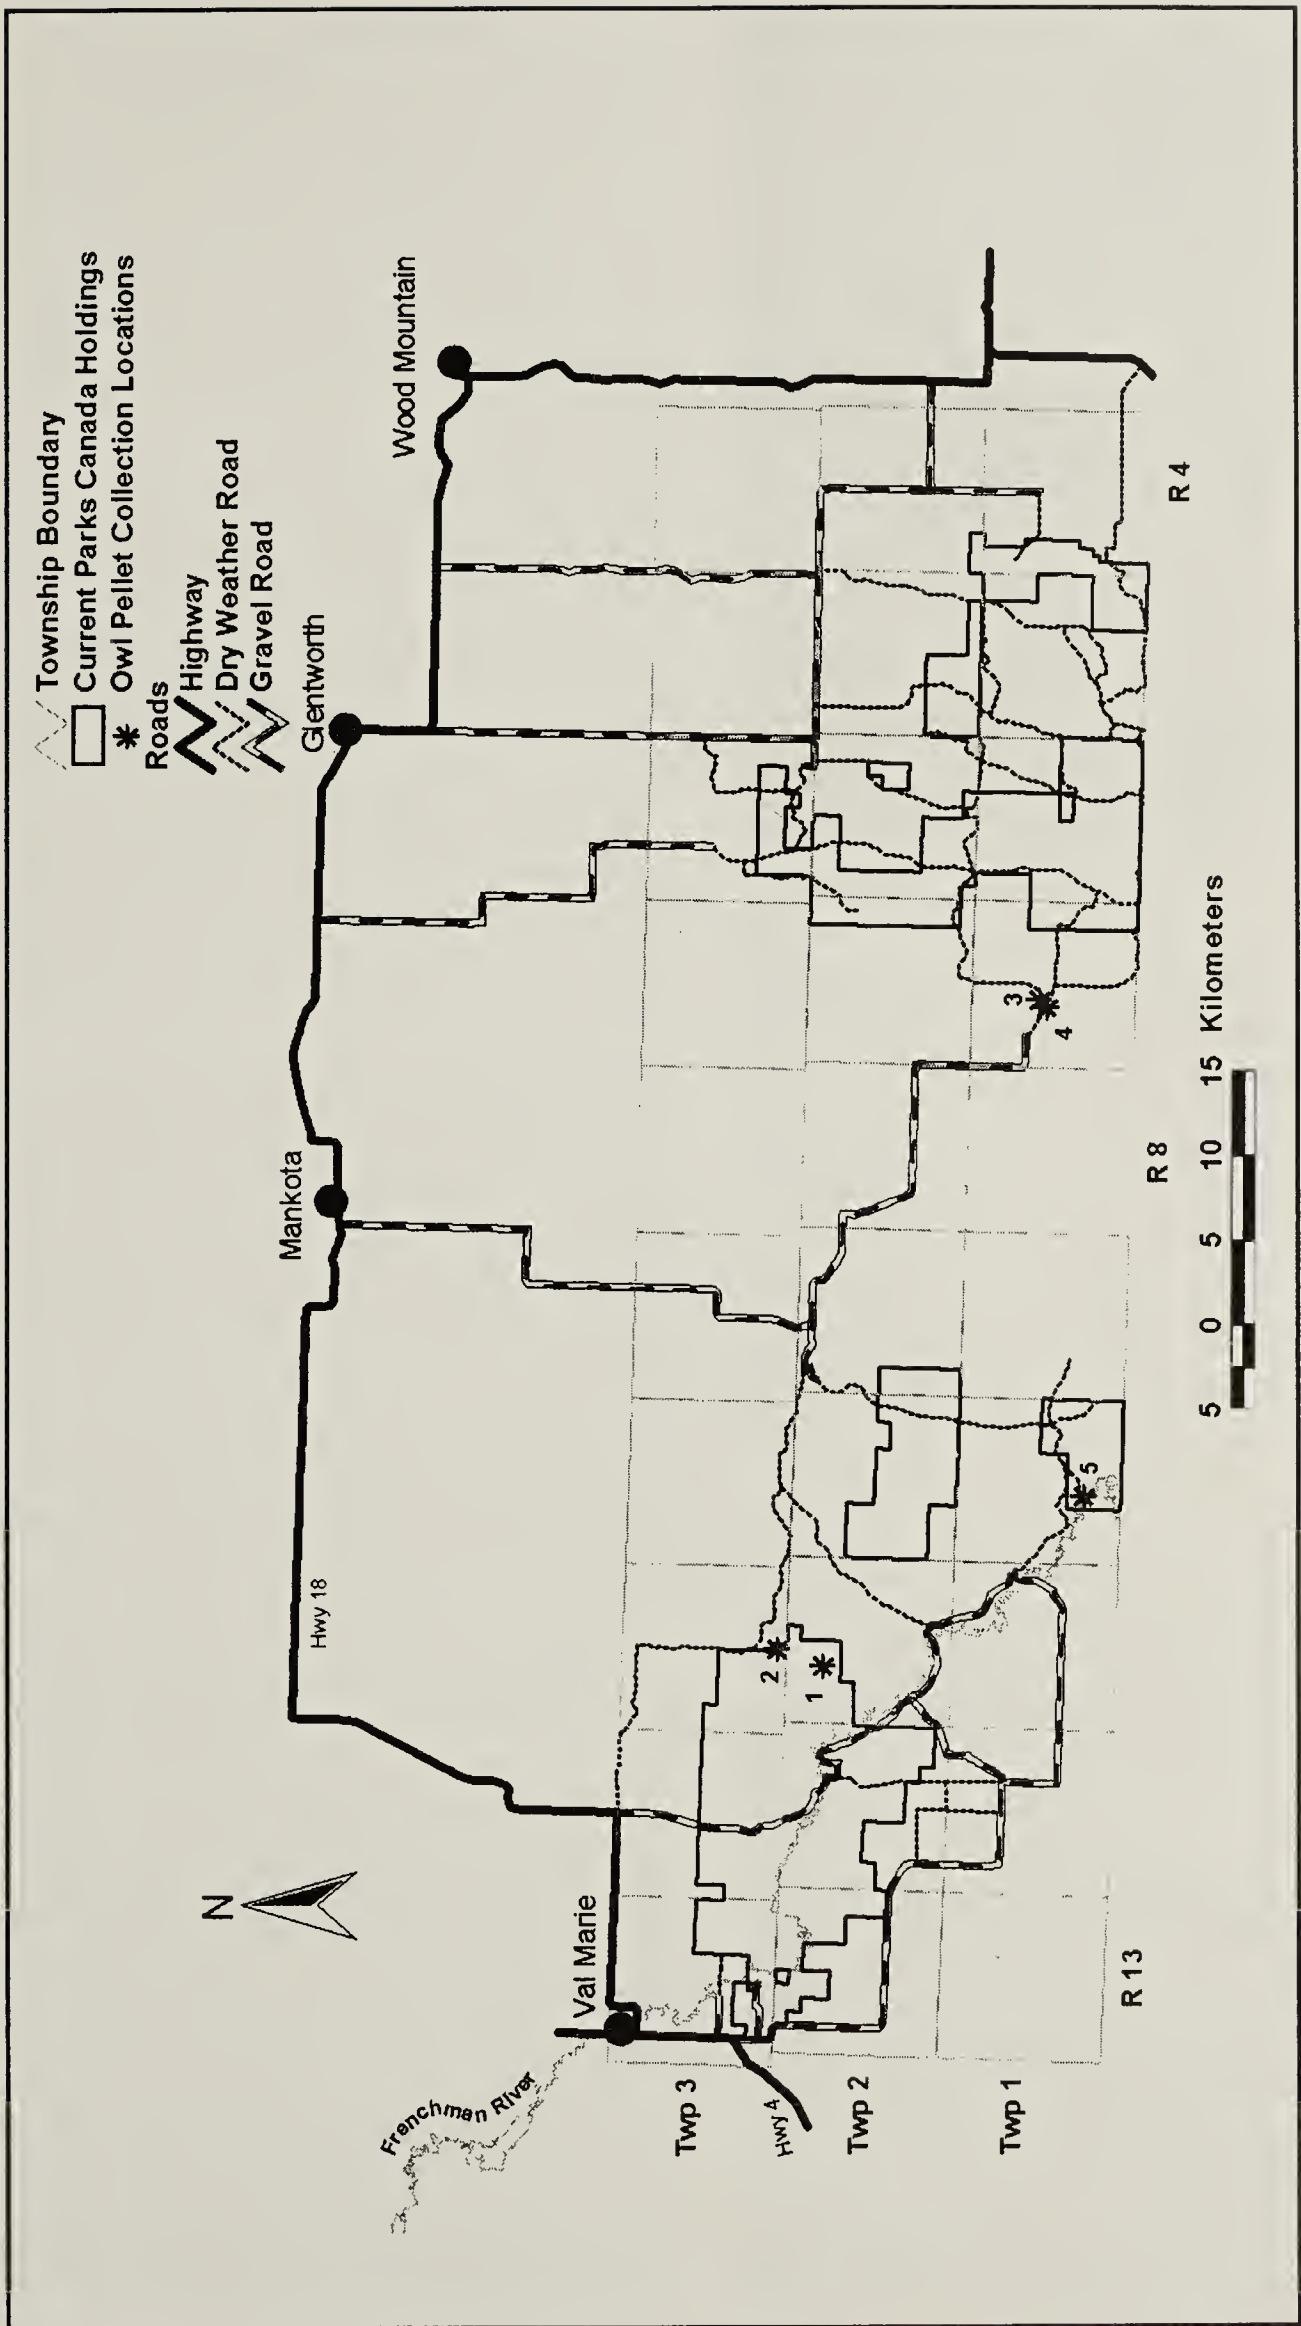 Township Boundary
Current Parks Canada Holdings
Owl Pellet Collection Locations
Roads
Highway
Dry Weather Road
Gravel Road
N
Frenchman River
Val Marie
Hwy 18
Mankota
Glentworth
Wood Mountain
Twp 3
Hwy 4
Twp 2
Twp 1
2
1
5
3
4
R 13
R 8
R 4
5 0 5 10 15 Kilometers